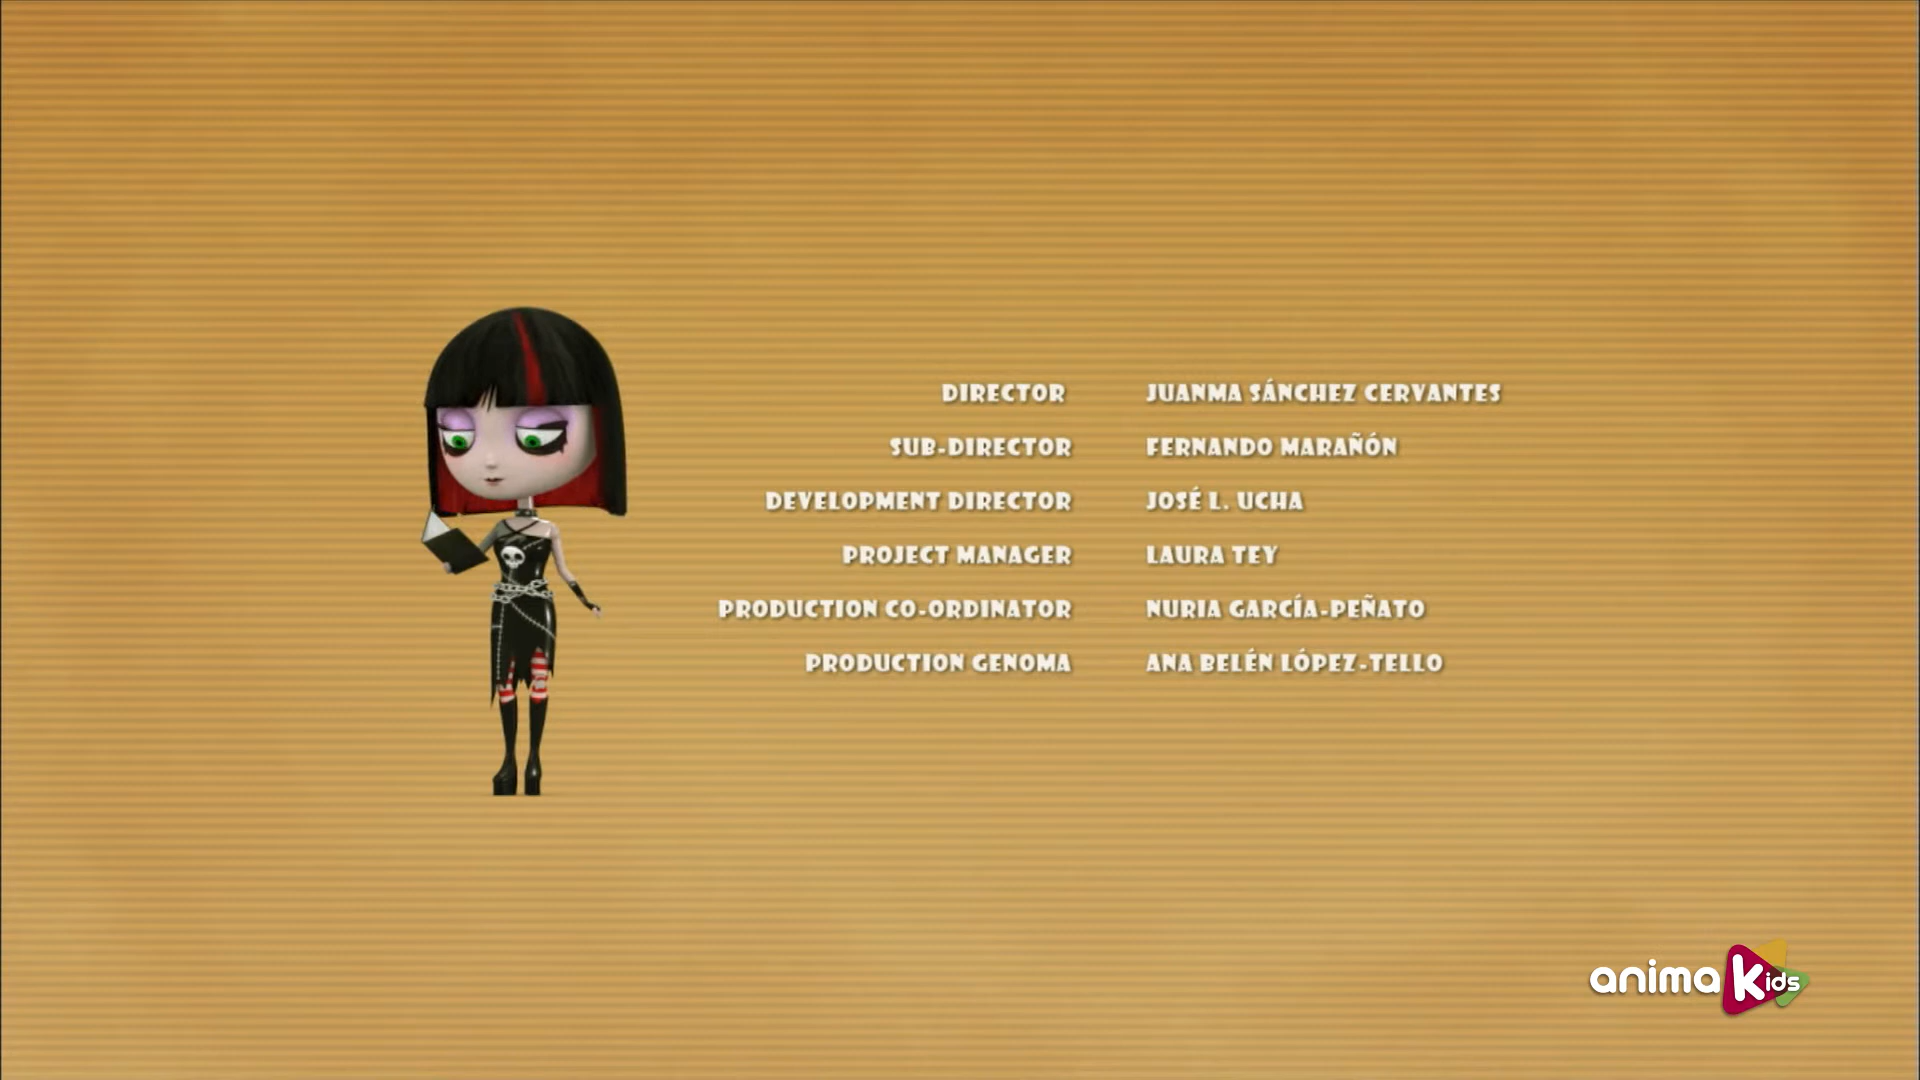 DIRECTOR JUANMA SÁNCHEZ CERVANTES
SUB-DIRECTOR FERNANDO MARAÑÓN
DEVELOPMENT DIRECTOR JOSÉ L. UCHA
PROJECT MANAGER LAURA TEY
PRODUCTION CO-ORDINATOR NURIA GARCÍA-PEÑATO
PRODUCTION GENOMA ANA BELÉN LÓPEZ-TELLO
anima Kids